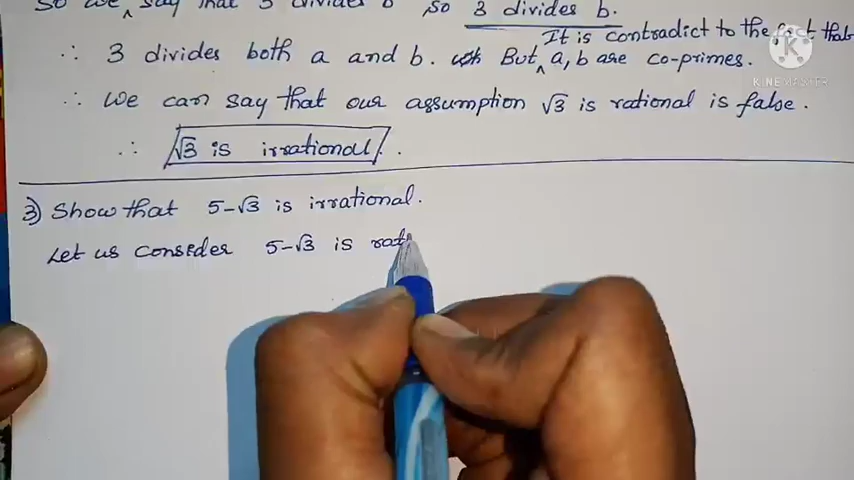 So we ^ say that 3 divides b , so 3 divides b.
It is contradict to the fact that
∴ 3 divides both a and b. But ^ a, b are co-primes.
∴ We can say that our assumption √3 is rational is false.
∴ √3 is irrational.
3) Show that 5-√3 is irrational.
Let us consider 5-√3 is rat
K
KINEMASTER